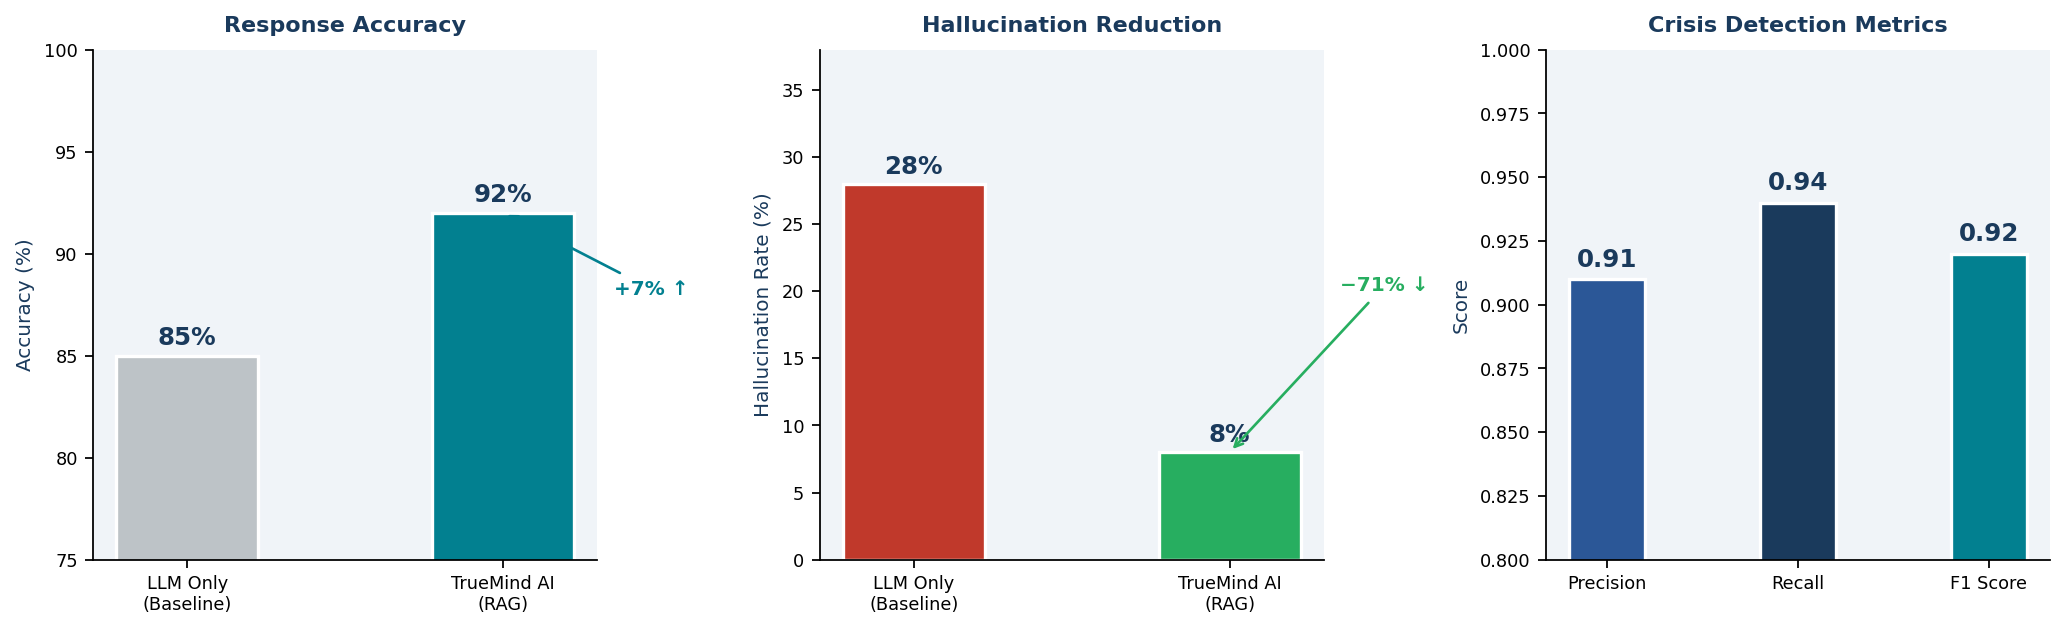 Response Accuracy
Accuracy (%)
100
95
90
85
80
75
85%
92%
+7% ↑
LLM Only
(Baseline)
TrueMind AI
(RAG)
Hallucination Reduction
Hallucination Rate (%)
35
30
25
20
15
10
5
0
28%
8%
−71% ↓
LLM Only
(Baseline)
TrueMind AI
(RAG)
Crisis Detection Metrics
Score
1.000
0.975
0.950
0.925
0.900
0.875
0.850
0.825
0.800
0.91
0.94
0.92
Precision
Recall
F1 Score